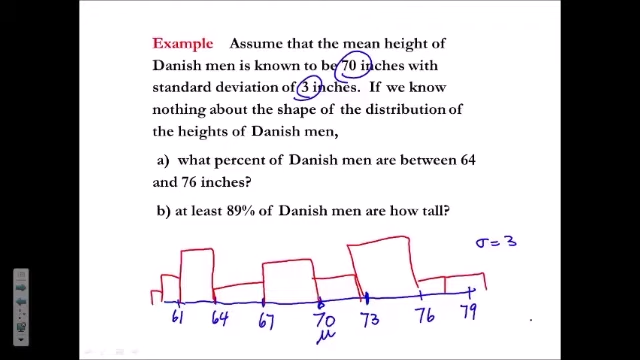 Example Assume that the mean height of
Danish men is known to be 70 inches with
standard deviation of 3 inches. If we know
nothing about the shape of the distribution of
the heights of Danish men,
a) what percent of Danish men are between 64
and 76 inches?
b) at least 89% of Danish men are how tall?
σ = 3
61 64 67 70 73 76 79
μ